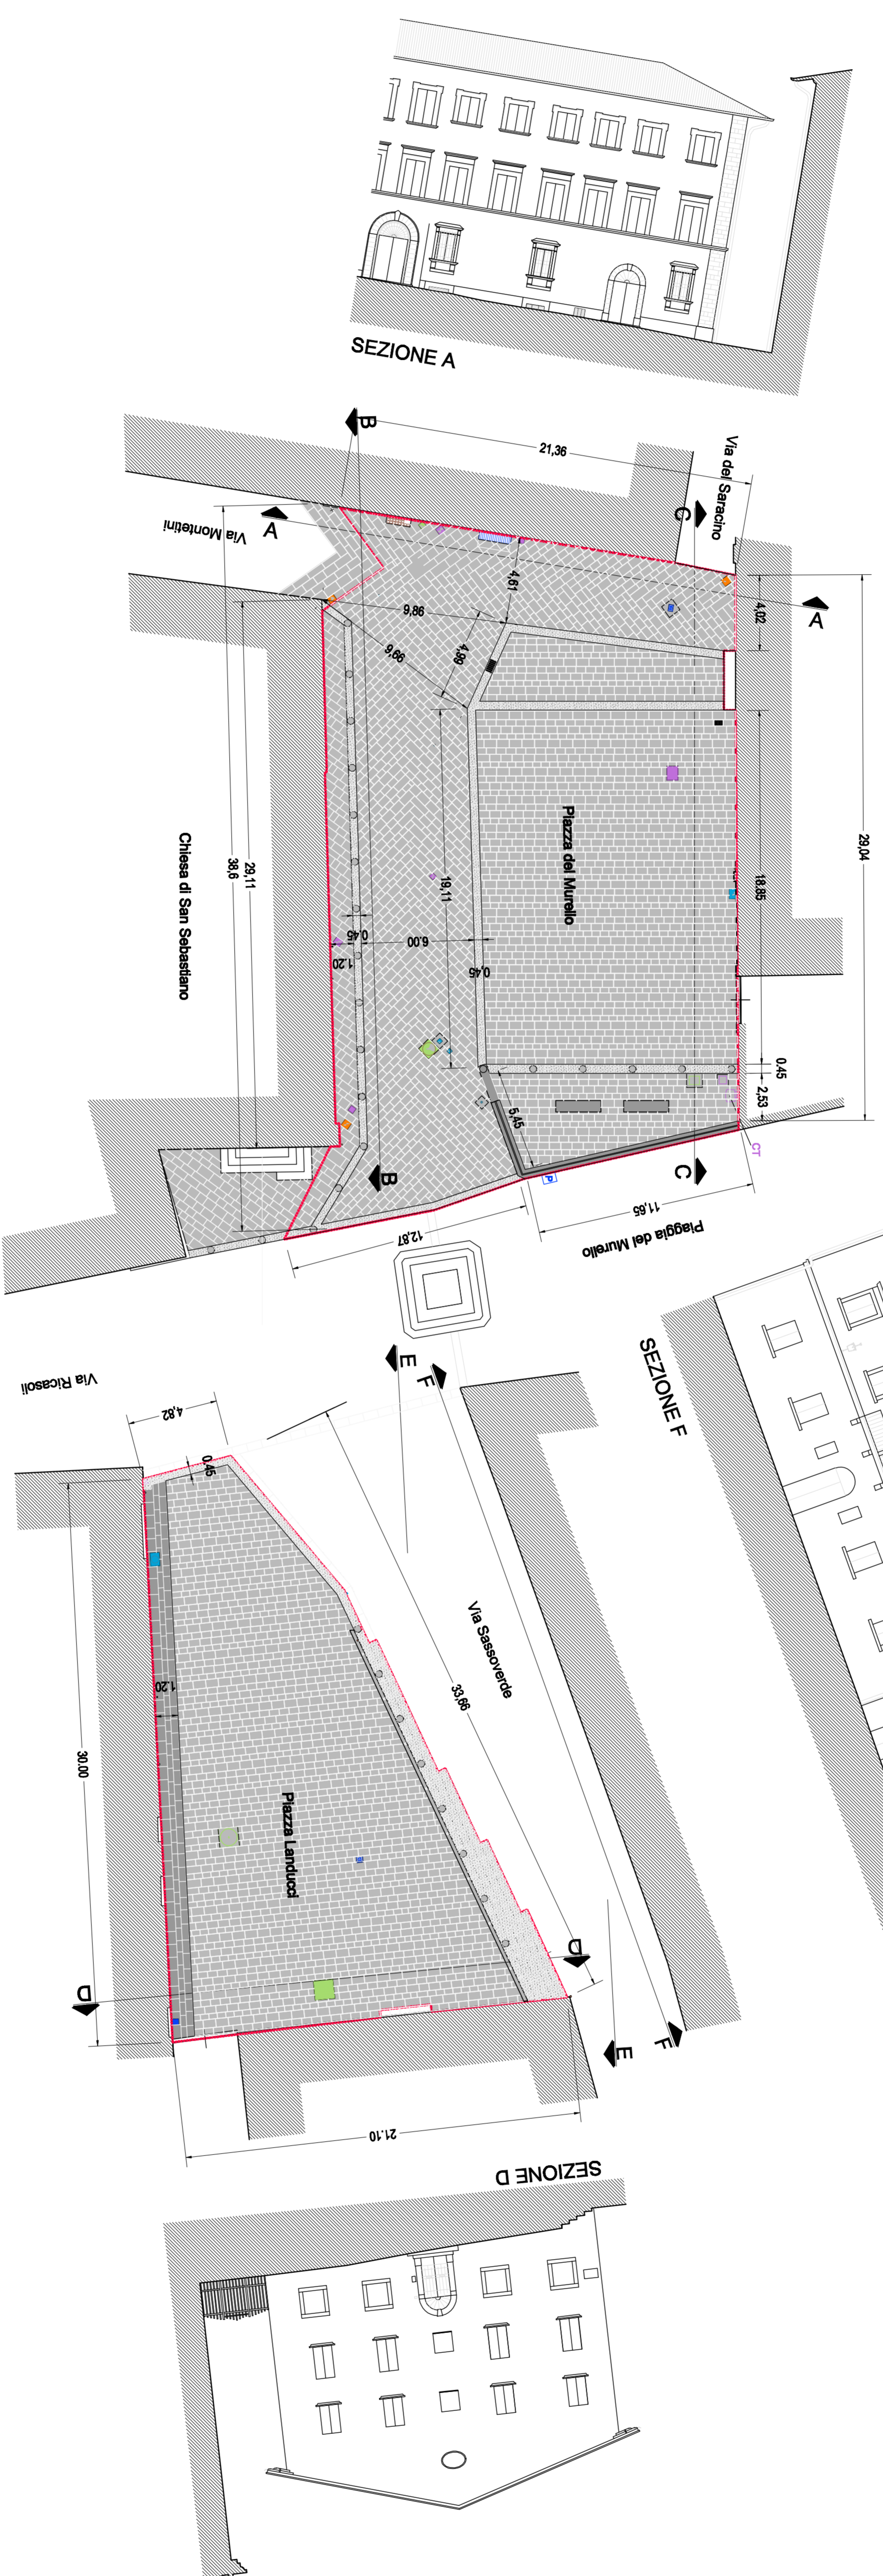 SEZIONE A
B
21,36
Via del Saracino
C
Via Montetini
A
4,61
A
4,02
9,86
4,99
9,66
29,04
Piazza del Murello
18.85
Chiesa di San Sebastiano
29,11
38,6
19,11
0.45
6.00
0,45
1.20
0.45
2,53
5,45
CT
C
B
P
11,65
Piaggia del Murello
12,87
SEZIONE F
E
F
Via Ricasoli
4,82
0.45
Via Sassoverde
33,66
1.20
30.00
Piazza Landucci
D
D
F
E
21.10
SEZIONE D